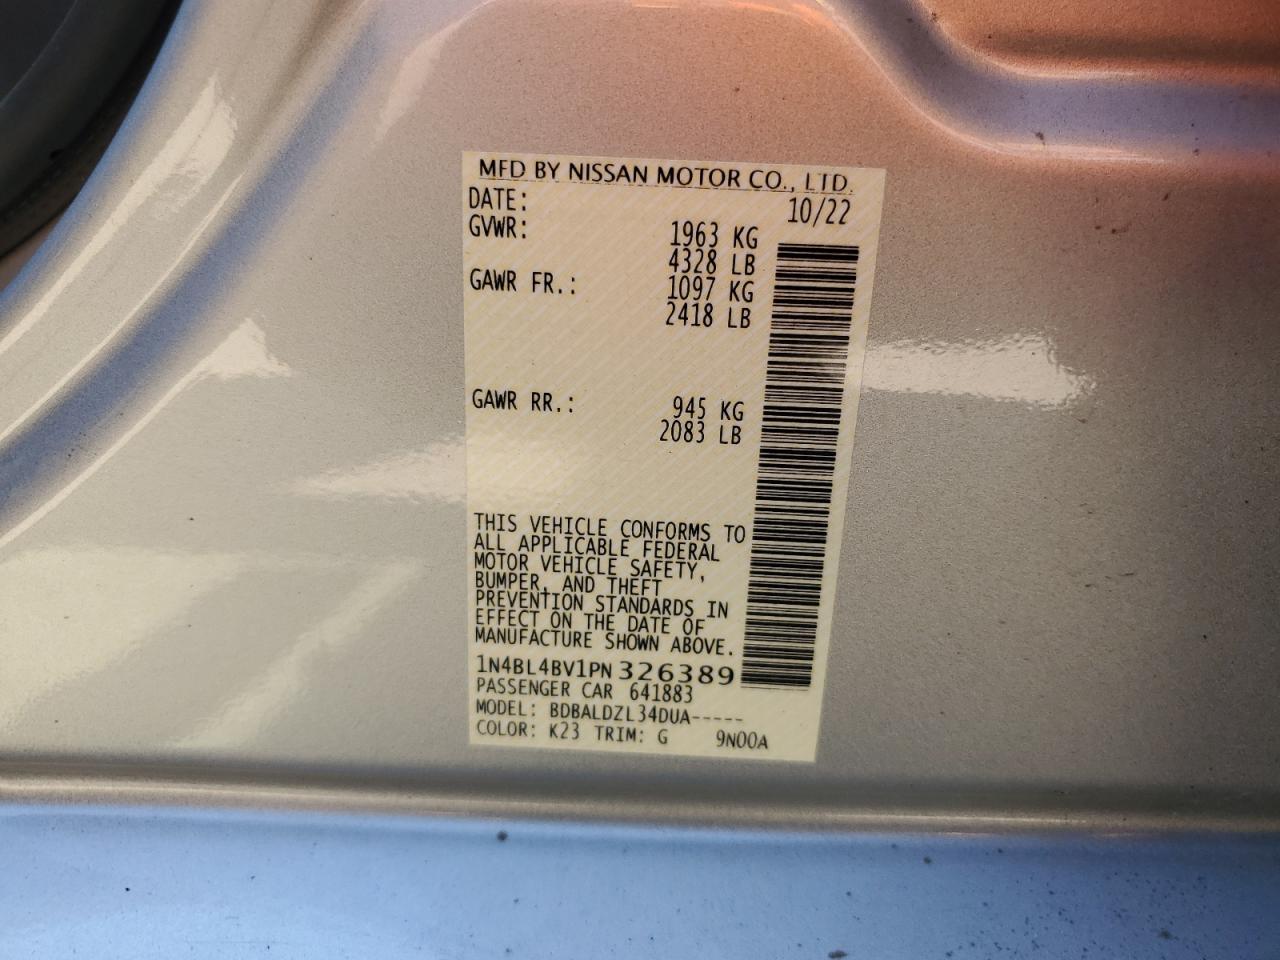 MFD BY NISSAN MOTOR CO., LTD.
DATE: 10/22
GVWR: 1963 KG
4328 LB
GAWR FR.: 1097 KG
2418 LB
GAWR RR.: 945 KG
2083 LB
THIS VEHICLE CONFORMS TO
ALL APPLICABLE FEDERAL
MOTOR VEHICLE SAFETY,
BUMPER, AND THEFT
PREVENTION STANDARDS IN
EFFECT ON THE DATE OF
MANUFACTURE SHOWN ABOVE.
1N4BL4BV1PN326389
PASSENGER CAR 641883
MODEL: BDBALDZL34DUA-----
COLOR: K23 TRIM: G 9N00A